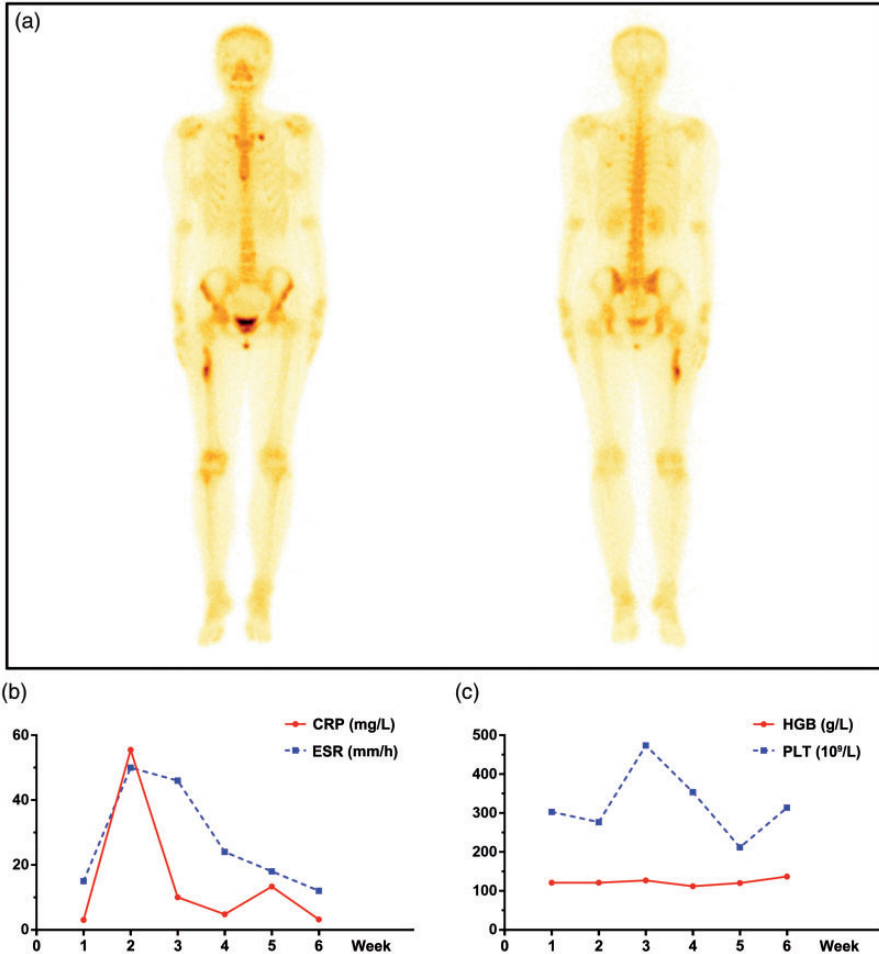 (a)
(b)
CRP (mg/L)
ESR (mm/h)
60
40
20
0
0 1 2 3 4 5 6 Week
(c)
HGB (g/L)
PLT (10⁹/L)
500
400
300
200
100
0
0 1 2 3 4 5 6 Week